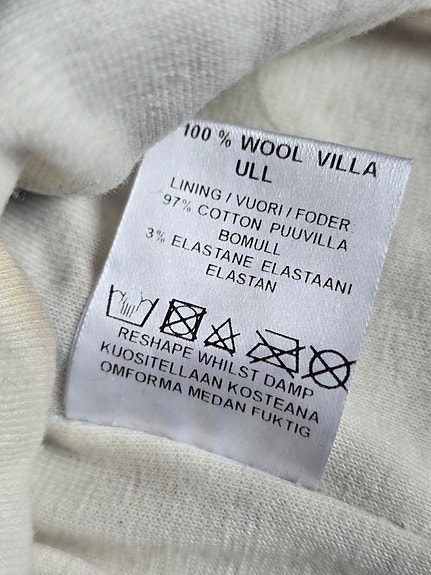 100 % WOOL VILLA
ULL
LINING / VUORI / FODER:
97% COTTON PUUVILLA
BOMULL
3% ELASTANE ELASTAANI
ELASTAN
RESHAPE WHILST DAMP
KUOSITELLAAN KOSTEANA
OMFORMA MEDAN FUKTIG